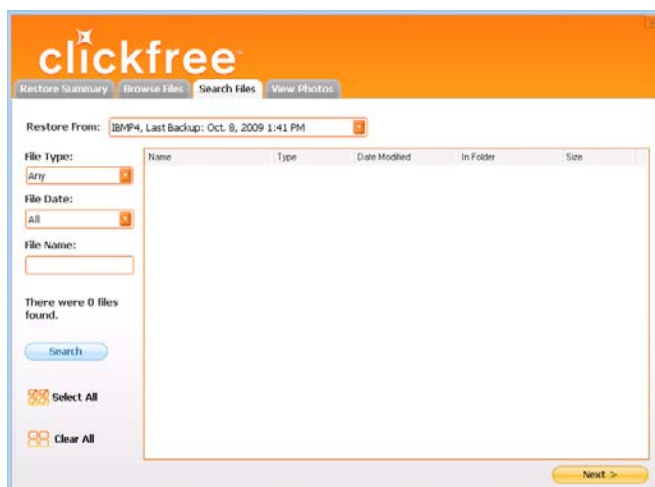 clickfree™
Restore Summary Browse Files Search Files View Photos
Restore From: IBMP4, Last Backup: Oct. 8, 2009 1:41 PM
File Type: Name Type Date Modified In Folder Size
Any
File Date:
All
File Name:
There were 0 files
found.
Search
Select All
Clear All
Next >